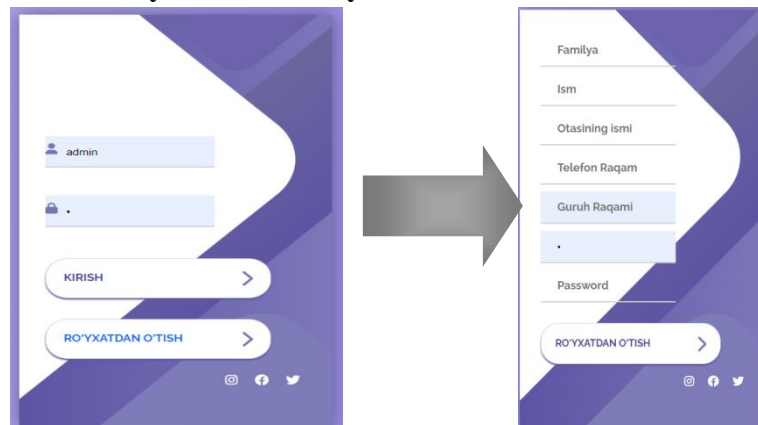 admin
•
KIRISH
RO'YXATDAN O'TISH
Familya
Ism
Otasining ismi
Telefon Raqam
Guruh Raqami
•
Password
RO'YXATDAN O'TISH